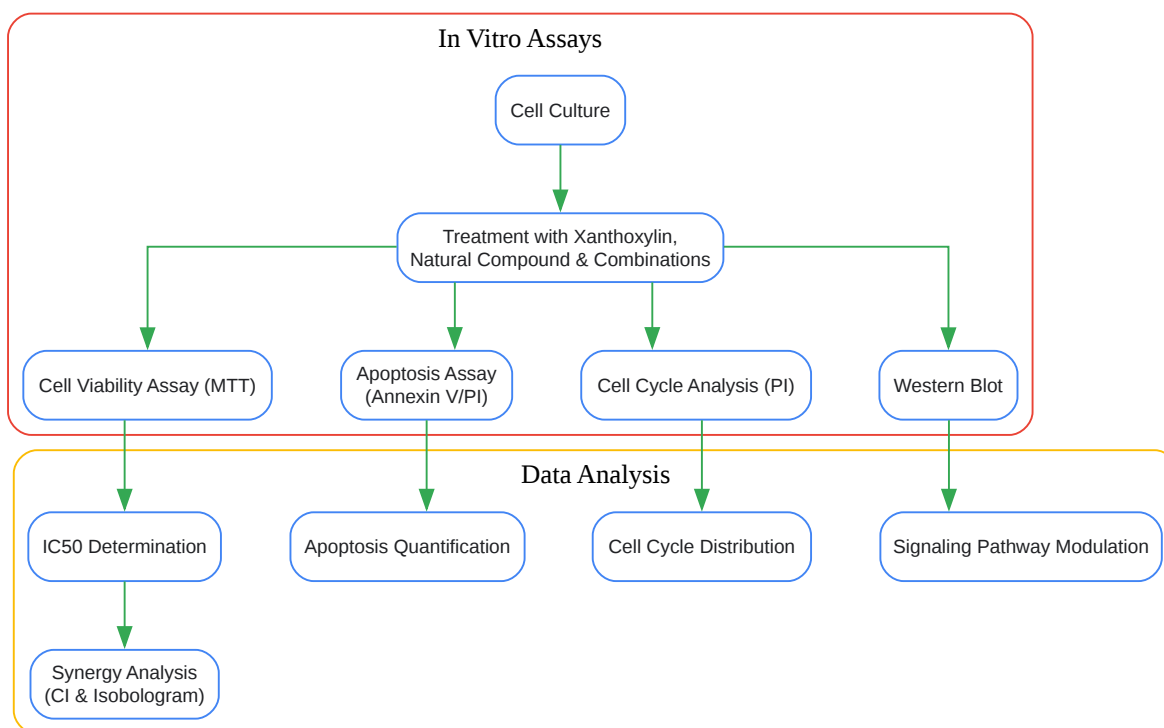 In Vitro Assays
Cell Culture
Treatment with Xanthoxylin,
Natural Compound & Combinations
Cell Viability Assay (MTT)
Apoptosis Assay
(Annexin V/PI)
Cell Cycle Analysis (PI)
Western Blot
Data Analysis
IC50 Determination
Apoptosis Quantification
Cell Cycle Distribution
Signaling Pathway Modulation
Synergy Analysis
(CI & Isobologram)